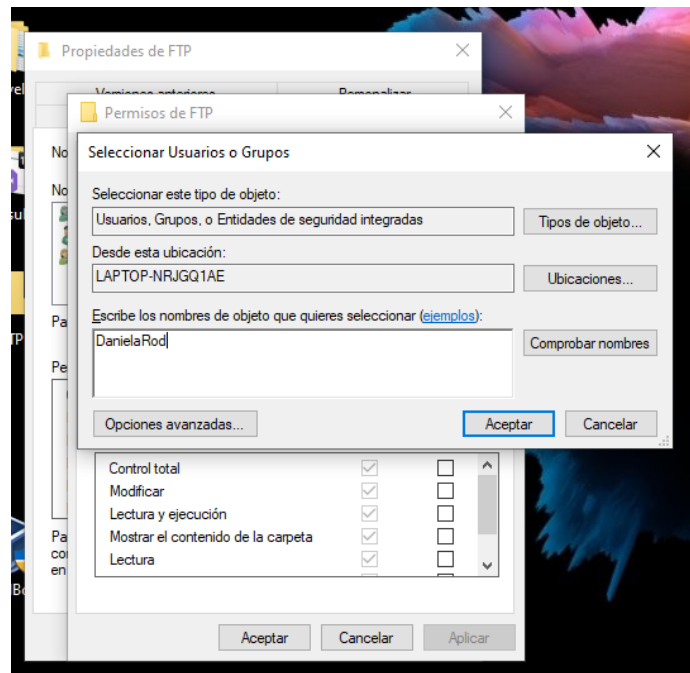 Propiedades de FTP
Permisos de FTP
Seleccionar Usuarios o Grupos
Seleccionar este tipo de objeto:
Usuarios, Grupos, o Entidades de seguridad integradas
Tipos de objeto...
Desde esta ubicación:
LAPTOP-NRJGQ1AE
Ubicaciones...
Escribe los nombres de objeto que quieres seleccionar (ejemplos):
DanielaRod
Comprobar nombres
Opciones avanzadas...
Aceptar
Cancelar
Control total
Modificar
Lectura y ejecución
Mostrar el contenido de la carpeta
Lectura
en
Aceptar
Cancelar
Aplicar